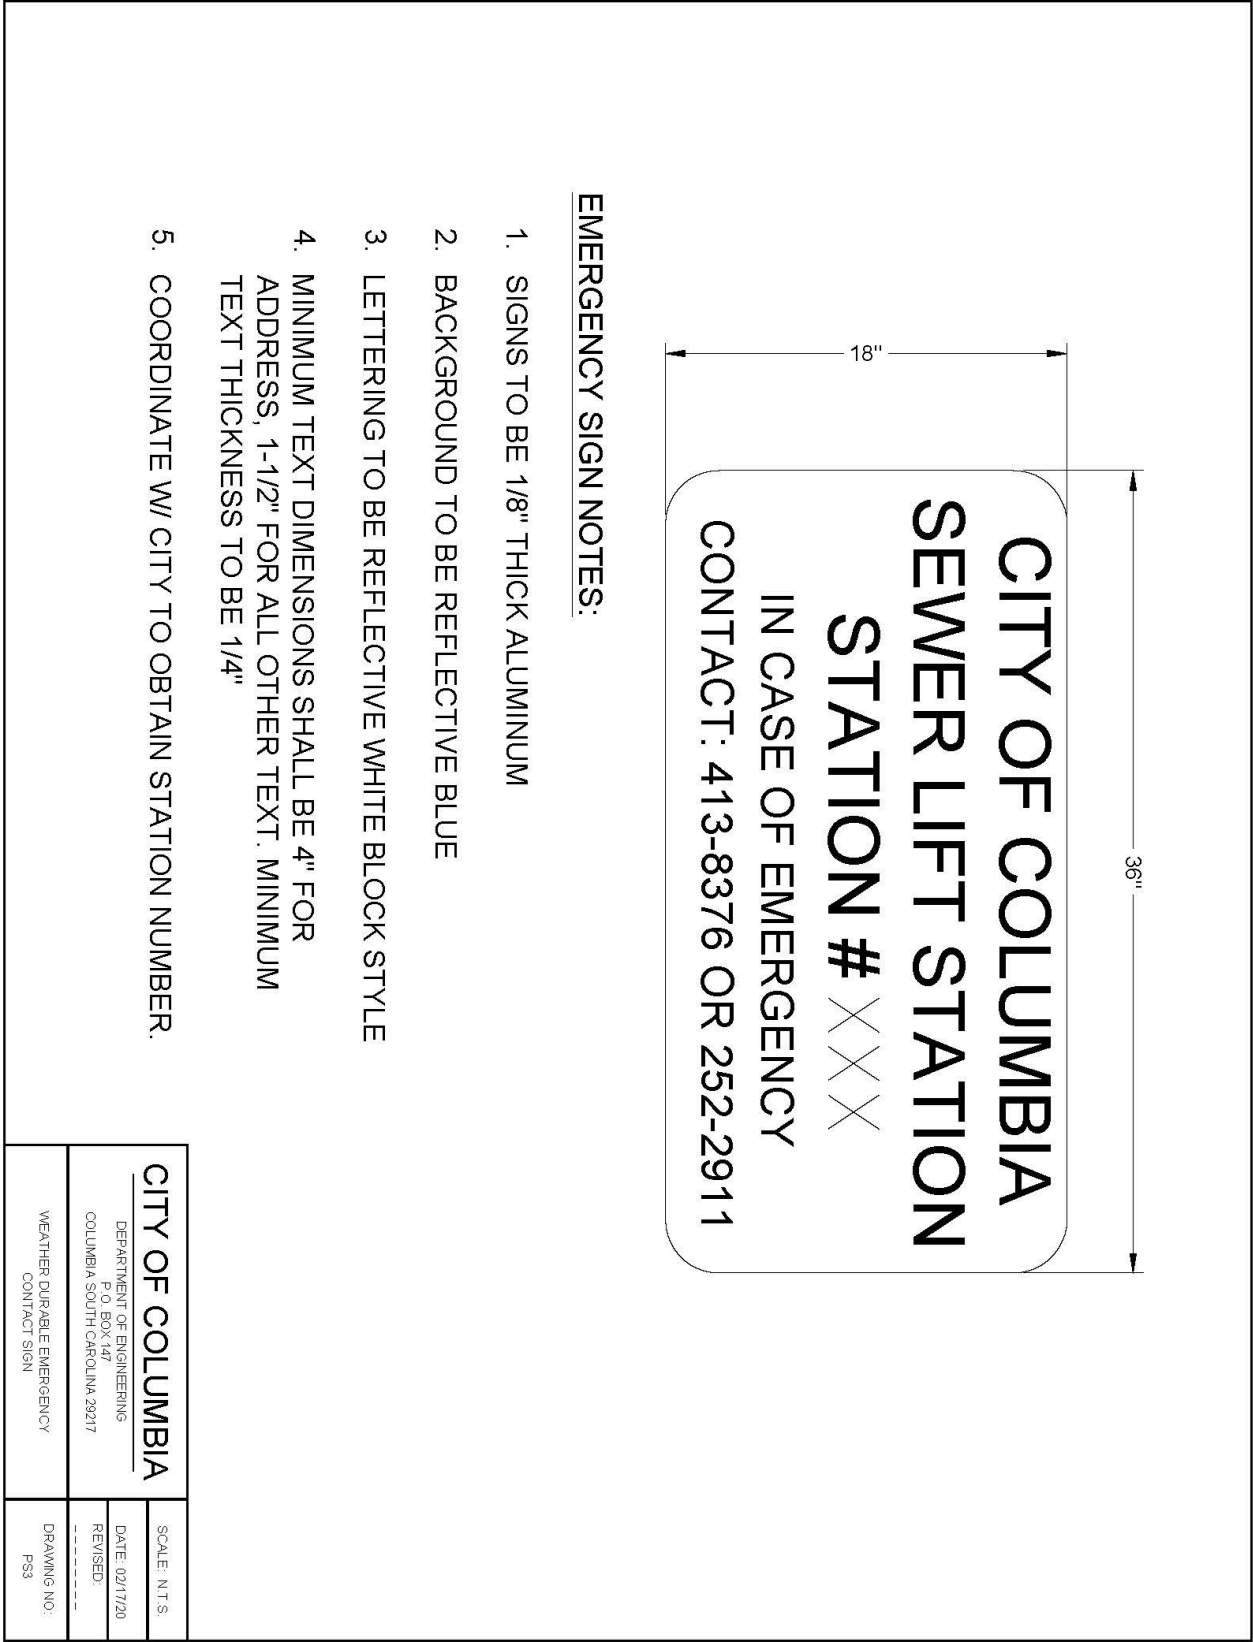 36"
18"
CITY OF COLUMBIA
SEWER LIFT STATION
STATION # XXX
IN CASE OF EMERGENCY
CONTACT: 413-8376 OR 252-2911
EMERGENCY SIGN NOTES:
1. SIGNS TO BE 1/8" THICK ALUMINUM
2. BACKGROUND TO BE REFLECTIVE BLUE
3. LETTERING TO BE REFLECTIVE WHITE BLOCK STYLE
4. MINIMUM TEXT DIMENSIONS SHALL BE 4" FOR
ADDRESS, 1-1/2" FOR ALL OTHER TEXT. MINIMUM
TEXT THICKNESS TO BE 1/4"
5. COORDINATE W/ CITY TO OBTAIN STATION NUMBER.
CITY OF COLUMBIA
DEPARTMENT OF ENGINEERING
P.O. BOX 147
COLUMBIA SOUTH CAROLINA 29217
WEATHER DURABLE EMERGENCY
CONTACT SIGN
SCALE: N.T.S.
DATE: 02/17/20
REVISED:
_ _ _ _ _ _ _
DRAWING NO:
PS3